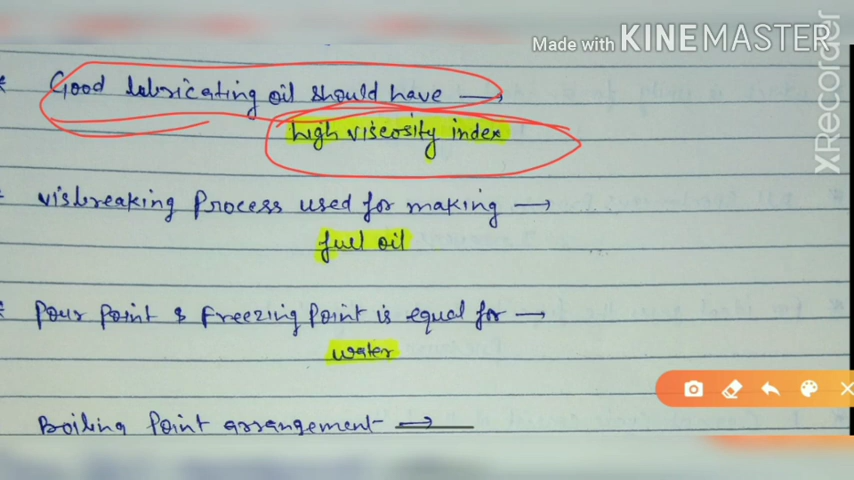 Made with KINEMASTER
XRecorder
* Good lubricating oil should have →
high viscosity index
visbreaking Process used for making →
fuel oil
* Pour Point & Freezing Point is equal for →
water
Boiling Point arrangement →